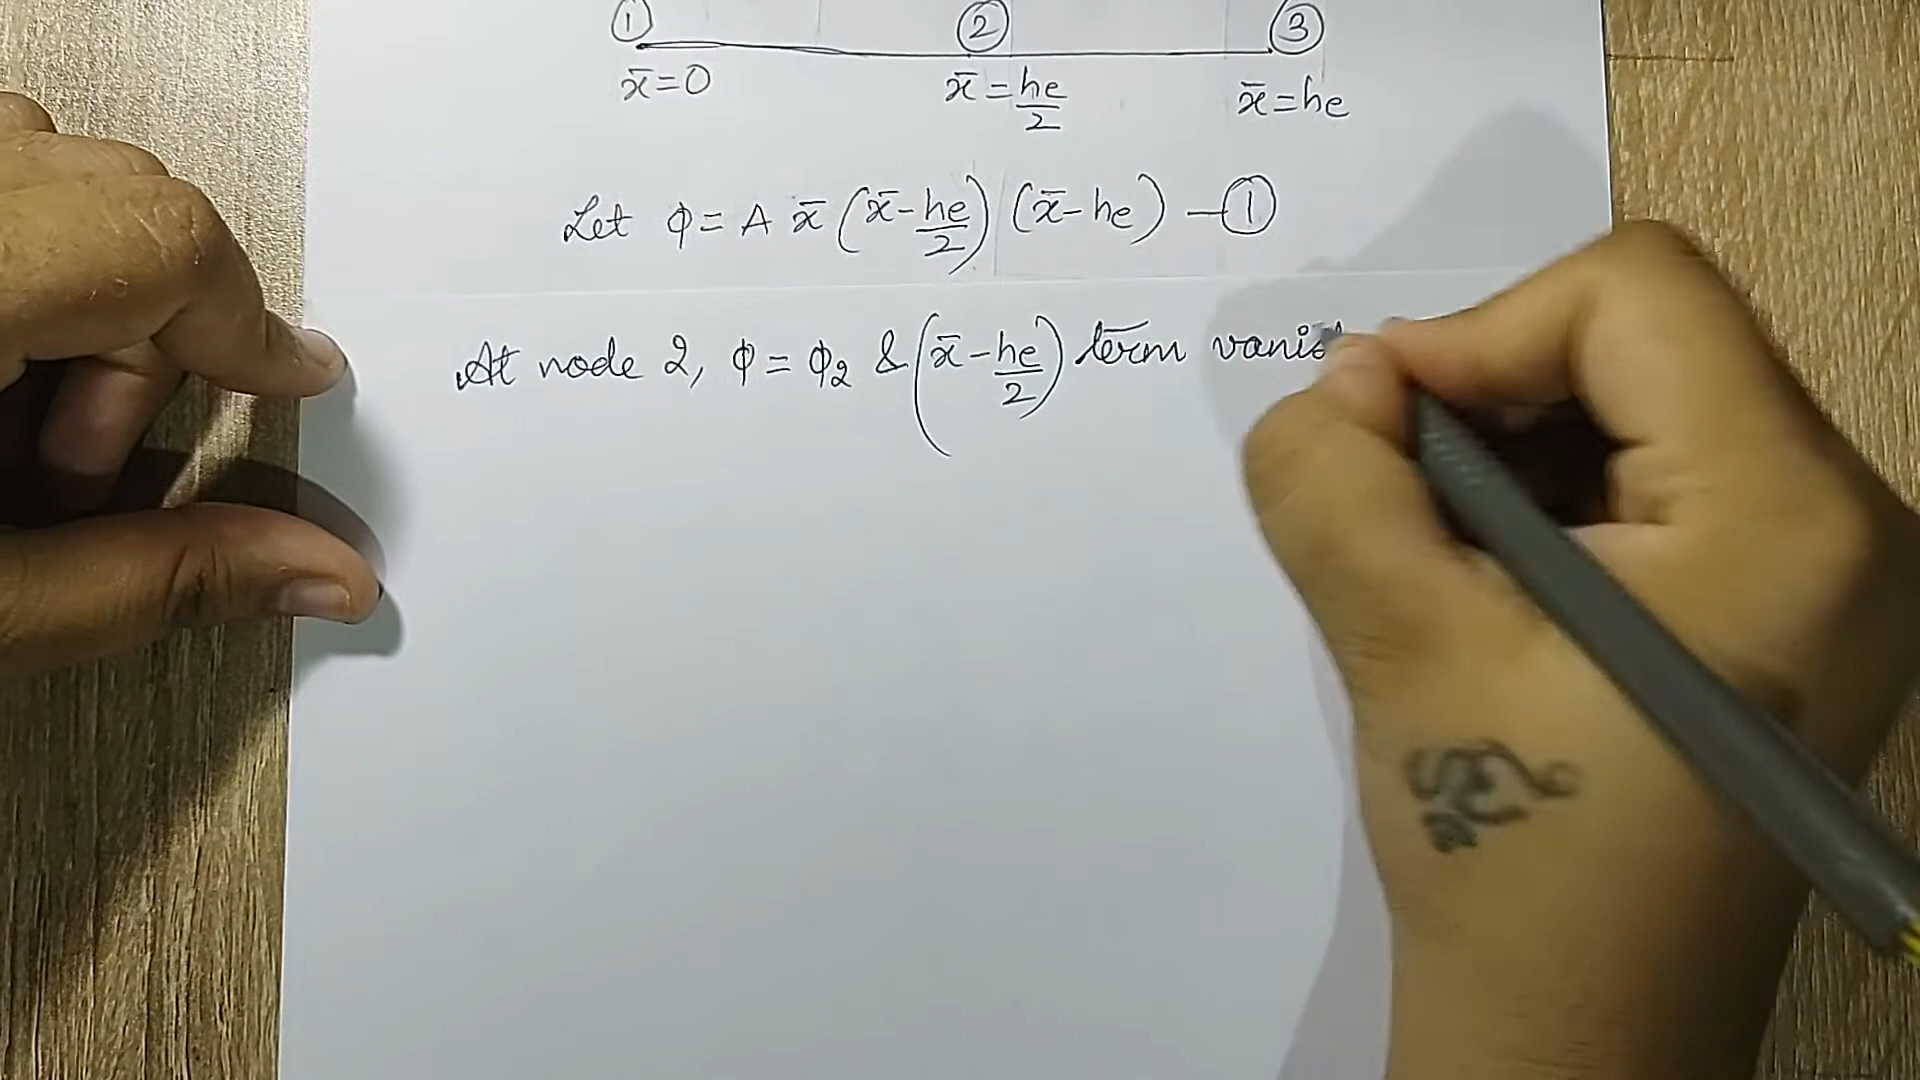 ① ② ③
x̄=0 x̄=he/2 x̄=he
Let φ = A x̄ (x̄-he/2) (x̄-he) —①
At node 2, φ = φ2 & (x̄-he/2) term